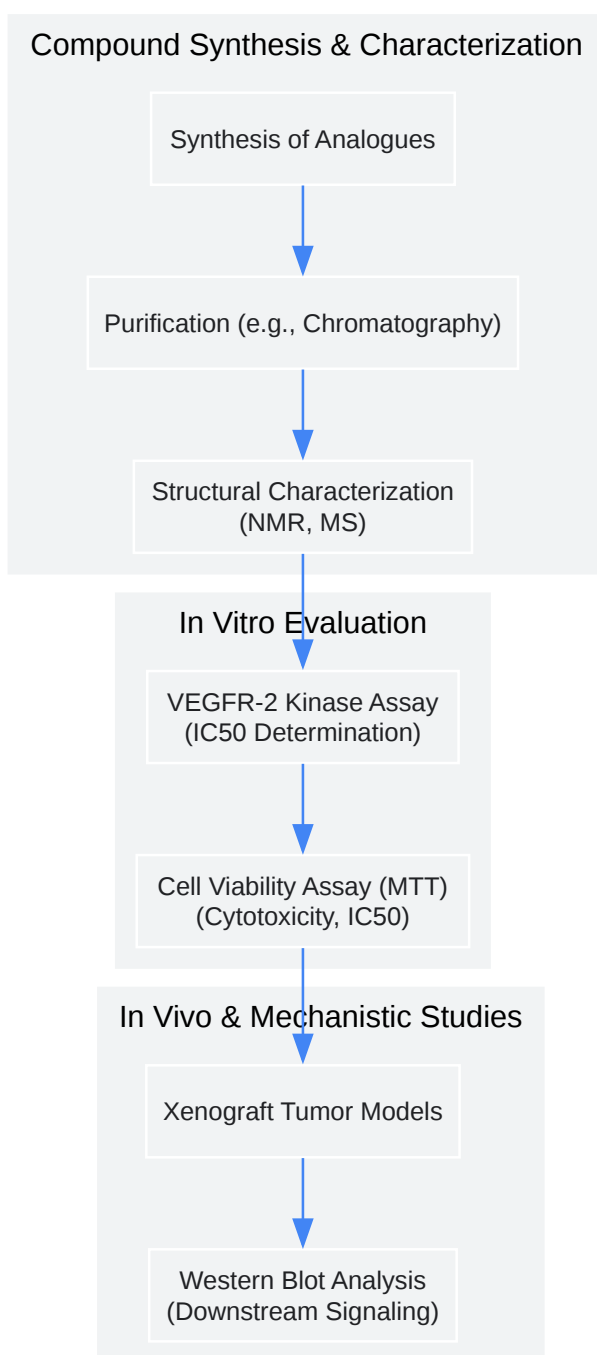 Compound Synthesis & Characterization
Synthesis of Analogues
Purification (e.g., Chromatography)
Structural Characterization
(NMR, MS)
In Vitro Evaluation
VEGFR-2 Kinase Assay
(IC50 Determination)
Cell Viability Assay (MTT)
(Cytotoxicity, IC50)
In Vivo & Mechanistic Studies
Xenograft Tumor Models
Western Blot Analysis
(Downstream Signaling)